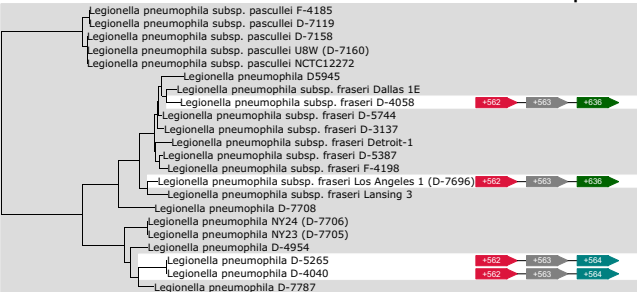 Legionella pneumophila subsp. pascullei F-4185
Legionella pneumophila subsp. pascullei D-7119
Legionella pneumophila subsp. pascullei D-7158
Legionella pneumophila subsp. pascullei U8W (D-7160)
Legionella pneumophila subsp. pascullei NCTC12272
Legionella pneumophila D5945
Legionella pneumophila subsp. fraseri Dallas 1E
Legionella pneumophila subsp. fraseri D-4058 +562 +563 +636
Legionella pneumophila subsp. fraseri D-5744
Legionella pneumophila subsp. fraseri D-3137
Legionella pneumophila subsp. fraseri Detroit-1
Legionella pneumophila subsp. fraseri D-5387
Legionella pneumophila subsp. fraseri F-4198
Legionella pneumophila subsp. fraseri Los Angeles 1 (D-7696) +562 +563 +636
Legionella pneumophila subsp. fraseri Lansing 3
Legionella pneumophila D-7708
Legionella pneumophila NY24 (D-7706)
Legionella pneumophila NY23 (D-7705)
Legionella pneumophila D-4954
Legionella pneumophila D-5265 +562 +563 +564
Legionella pneumophila D-4040 +562 +563 +564
Legionella pneumophila D-7787